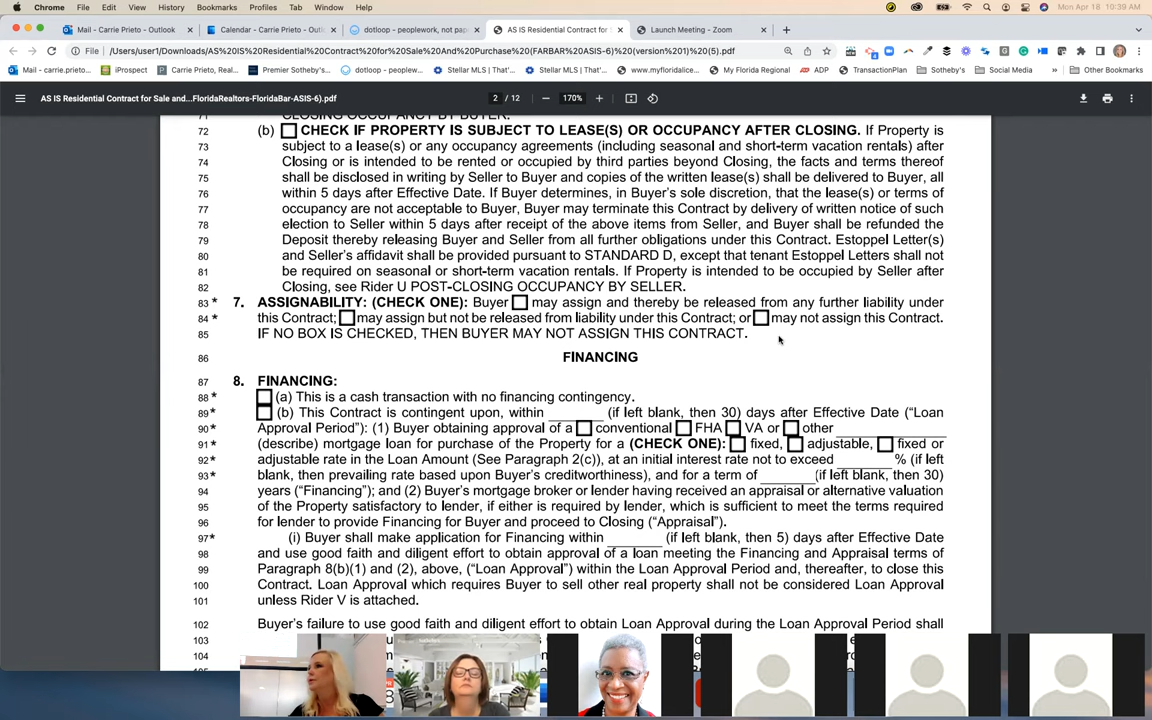 Chrome File Edit View History Bookmarks Profiles Tab Window Help Mon Apr 18 10:39 AM
Mail - Carrie Prieto - Outlook Calendar - Carrie Prieto - Outlo dotloop - peoplework, not pap AS IS Residential Contract for Launch Meeting - Zoom
File /Users/user1/Downloads/AS%20IS%20Residential%20Contract%20for%20Sale%20And%20Purchase%20(FARBAR%20ASIS-6)%20(version%201)%20(5).pdf
Mail - carrie.prieto... iProspect Carrie Prieto, Real... Premier Sotheby's... Stellar MLS | That'... Stellar MLS | That'... www.myfloridalice... My Florida Regional ADP TransactionPlan Sotheby's Social Media Other Bookmarks
AS IS Residential Contract for Sale and...FloridaRealtors-FloridaBar-ASIS-6).pdf 2 / 12 170%
71 CLOSING OCCUPANCY BY BUYER.
72 (b) CHECK IF PROPERTY IS SUBJECT TO LEASE(S) OR OCCUPANCY AFTER CLOSING. If Property is
73 subject to a lease(s) or any occupancy agreements (including seasonal and short-term vacation rentals) after
74 Closing or is intended to be rented or occupied by third parties beyond Closing, the facts and terms thereof
75 shall be disclosed in writing by Seller to Buyer and copies of the written lease(s) shall be delivered to Buyer, all
76 within 5 days after Effective Date. If Buyer determines, in Buyer's sole discretion, that the lease(s) or terms of
77 occupancy are not acceptable to Buyer, Buyer may terminate this Contract by delivery of written notice of such
78 election to Seller within 5 days after receipt of the above items from Seller, and Buyer shall be refunded the
79 Deposit thereby releasing Buyer and Seller from all further obligations under this Contract. Estoppel Letter(s)
80 and Seller's affidavit shall be provided pursuant to STANDARD D, except that tenant Estoppel Letters shall not
81 be required on seasonal or short-term vacation rentals. If Property is intended to be occupied by Seller after
82 Closing, see Rider U POST-CLOSING OCCUPANCY BY SELLER.
83 * 7. ASSIGNABILITY: (CHECK ONE): Buyer may assign and thereby be released from any further liability under
84 * this Contract; may assign but not be released from liability under this Contract; or may not assign this Contract.
85 IF NO BOX IS CHECKED, THEN BUYER MAY NOT ASSIGN THIS CONTRACT.
86 FINANCING
87 8. FINANCING:
88 * (a) This is a cash transaction with no financing contingency.
89 * (b) This Contract is contingent upon, within ______ (if left blank, then 30) days after Effective Date ("Loan
90 * Approval Period"): (1) Buyer obtaining approval of a conventional FHA VA or other ______
91 * (describe) mortgage loan for purchase of the Property for a (CHECK ONE): fixed, adjustable, fixed or
92 * adjustable rate in the Loan Amount (See Paragraph 2(c)), at an initial interest rate not to exceed ______ % (if left
93 * blank, then prevailing rate based upon Buyer's creditworthiness), and for a term of ______ (if left blank, then 30)
94 years ("Financing"); and (2) Buyer's mortgage broker or lender having received an appraisal or alternative valuation
95 of the Property satisfactory to lender, if either is required by lender, which is sufficient to meet the terms required
96 for lender to provide Financing for Buyer and proceed to Closing ("Appraisal").
97 * (i) Buyer shall make application for Financing within ______ (if left blank, then 5) days after Effective Date
98 and use good faith and diligent effort to obtain approval of a loan meeting the Financing and Appraisal terms of
99 Paragraph 8(b)(1) and (2), above, ("Loan Approval") within the Loan Approval Period and, thereafter, to close this
100 Contract. Loan Approval which requires Buyer to sell other real property shall not be considered Loan Approval
101 unless Rider V is attached.
102 Buyer's failure to use good faith and diligent effort to obtain Loan Approval during the Loan Approval Period shall
103
104